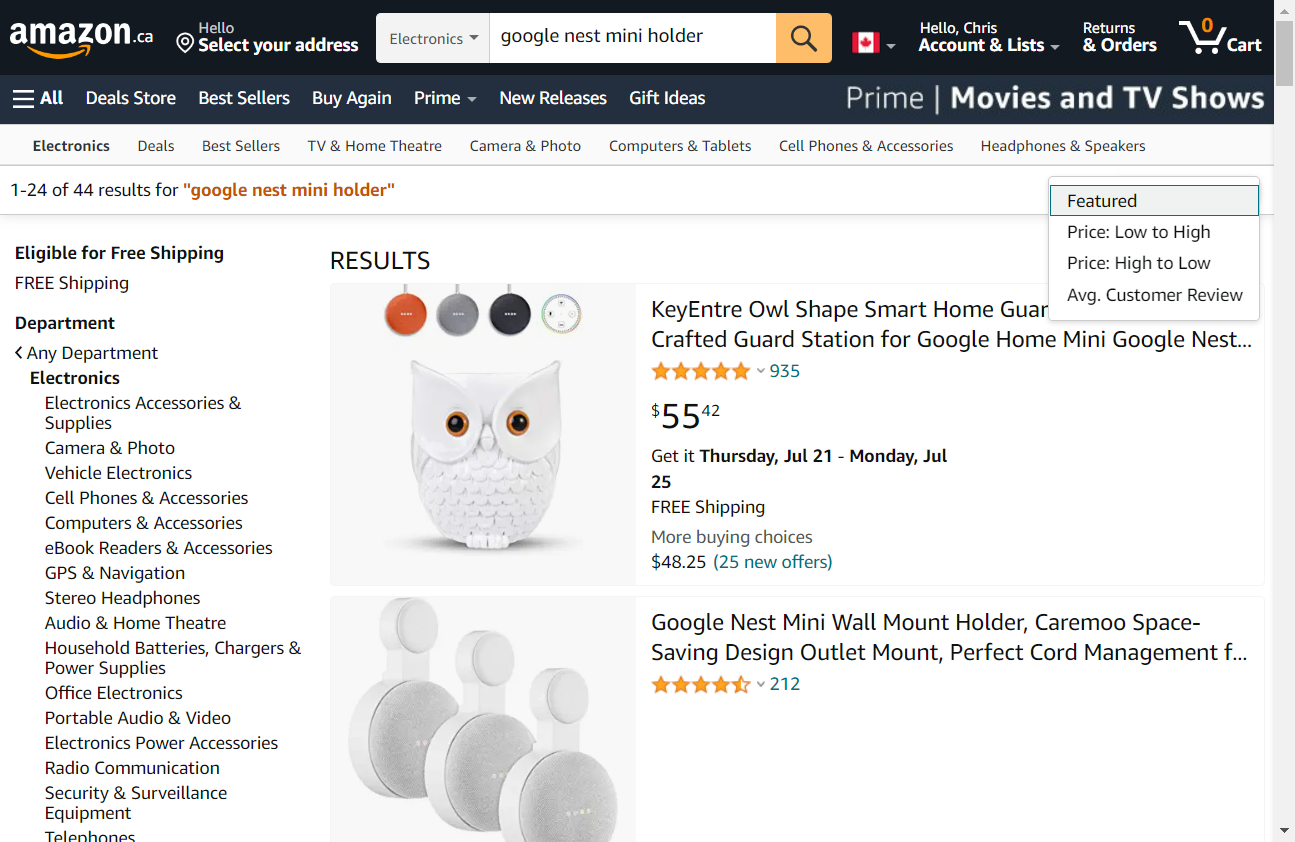 amazon.ca
Hello
Select your address
Electronics
google nest mini holder
Hello, Chris
Account & Lists
Returns
& Orders
0
Cart
All
Deals Store
Best Sellers
Buy Again
Prime
New Releases
Gift Ideas
Prime | Movies and TV Shows
Electronics
Deals
Best Sellers
TV & Home Theatre
Camera & Photo
Computers & Tablets
Cell Phones & Accessories
Headphones & Speakers
1-24 of 44 results for "google nest mini holder"
Featured
Price: Low to High
Price: High to Low
Avg. Customer Review
Eligible for Free Shipping
FREE Shipping
Department
Any Department
Electronics
Electronics Accessories &
Supplies
Camera & Photo
Vehicle Electronics
Cell Phones & Accessories
Computers & Accessories
eBook Readers & Accessories
GPS & Navigation
Stereo Headphones
Audio & Home Theatre
Household Batteries, Chargers &
Power Supplies
Office Electronics
Portable Audio & Video
Electronics Power Accessories
Radio Communication
Security & Surveillance
Equipment
Telephones
RESULTS
KeyEntre Owl Shape Smart Home Guar
Crafted Guard Station for Google Home Mini Google Nest...
935
$55 42
Get it Thursday, Jul 21 - Monday, Jul
25
FREE Shipping
More buying choices
$48.25 (25 new offers)
Google Nest Mini Wall Mount Holder, Caremoo Space-
Saving Design Outlet Mount, Perfect Cord Management f...
212